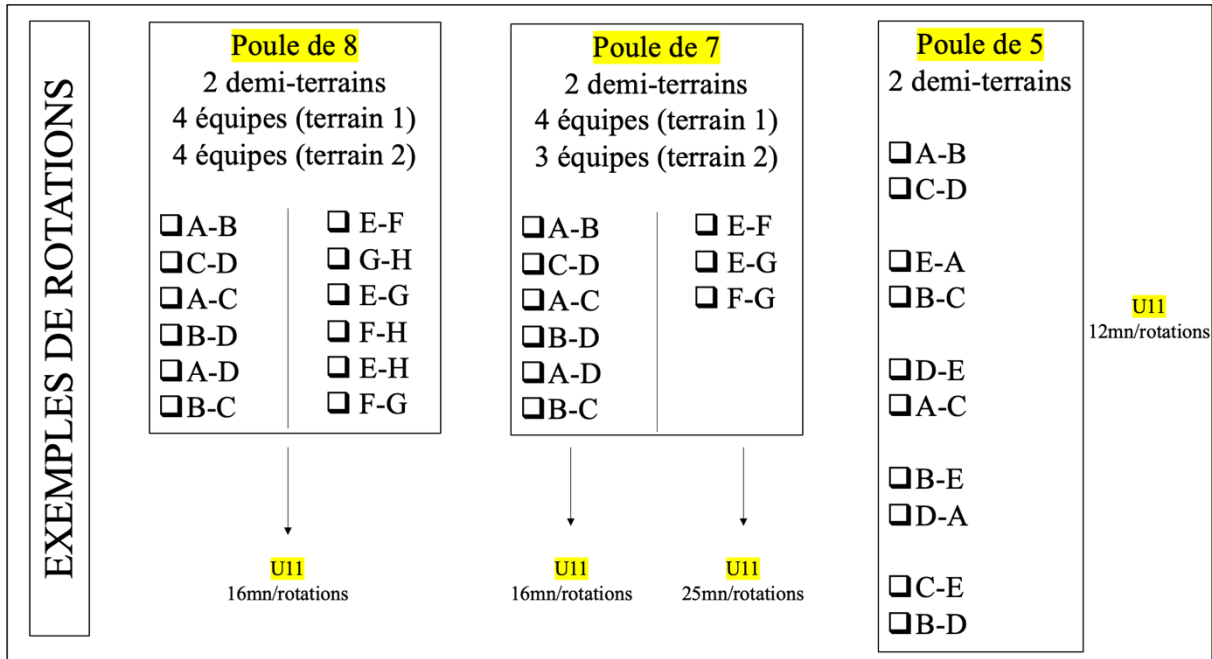 EXEMPLES DE ROTATIONS
Poule de 8
2 demi-terrains
4 équipes (terrain 1)
4 équipes (terrain 2)
❑A-B
❑C-D
❑A-C
❑B-D
❑A-D
❑B-C
❑ E-F
❑ G-H
❑ E-G
❑ F-H
❑ E-H
❑ F-G
U11
16mn/rotations
Poule de 7
2 demi-terrains
4 équipes (terrain 1)
3 équipes (terrain 2)
❑A-B
❑C-D
❑A-C
❑B-D
❑A-D
❑B-C
❑ E-F
❑ E-G
❑ F-G
U11
16mn/rotations
U11
25mn/rotations
Poule de 5
2 demi-terrains
❑A-B
❑C-D
❑E-A
❑B-C
❑D-E
❑A-C
❑B-E
❑D-A
❑C-E
❑B-D
U11
12mn/rotations